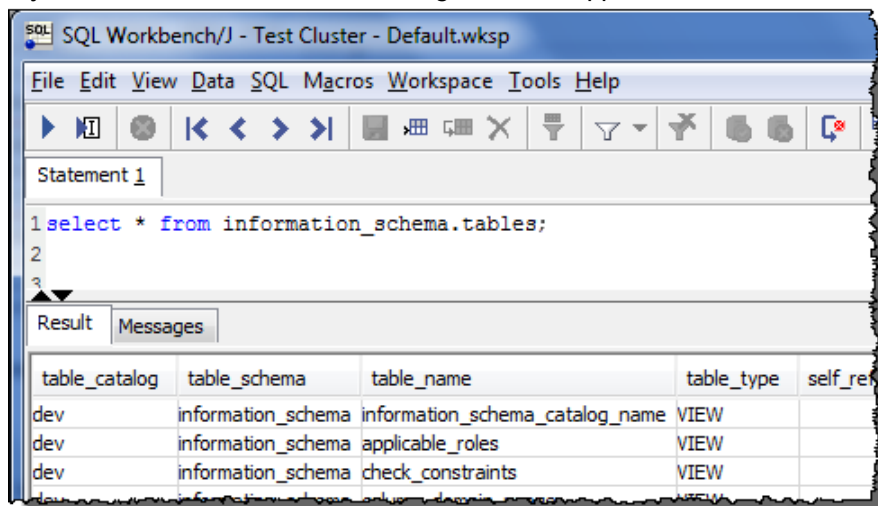 SQL Workbench/J - Test Cluster - Default.wksp
File Edit View Data SQL Macros Workspace Tools Help
Statement 1
1 select * from information_schema.tables;
2
3
Result Messages
table_catalog table_schema table_name table_type self_ref
dev information_schema information_schema_catalog_name VIEW
dev information_schema applicable_roles VIEW
dev information_schema check_constraints VIEW